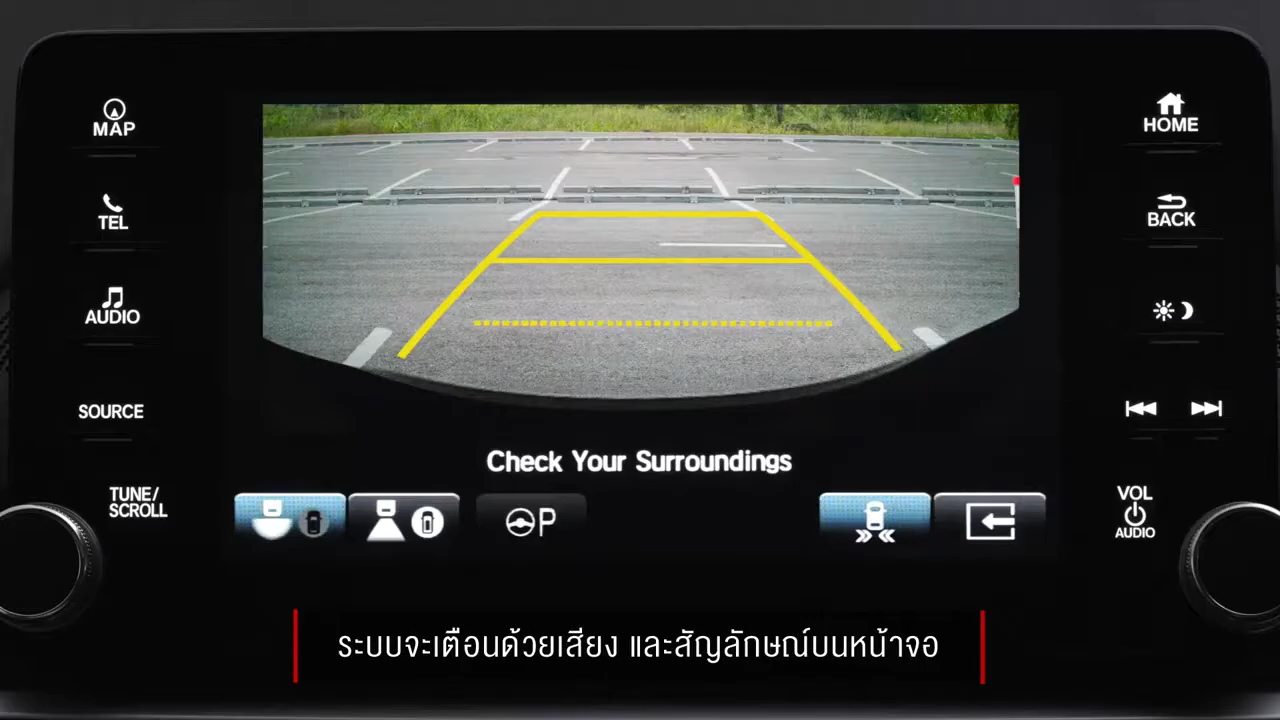 MAP
TEL
AUDIO
SOURCE
TUNE/
SCROLL
HOME
BACK
VOL
AUDIO
Check Your Surroundings
P
ระบบจะเตือนด้วยเสียง และสัญลักษณ์บนหน้าจอ